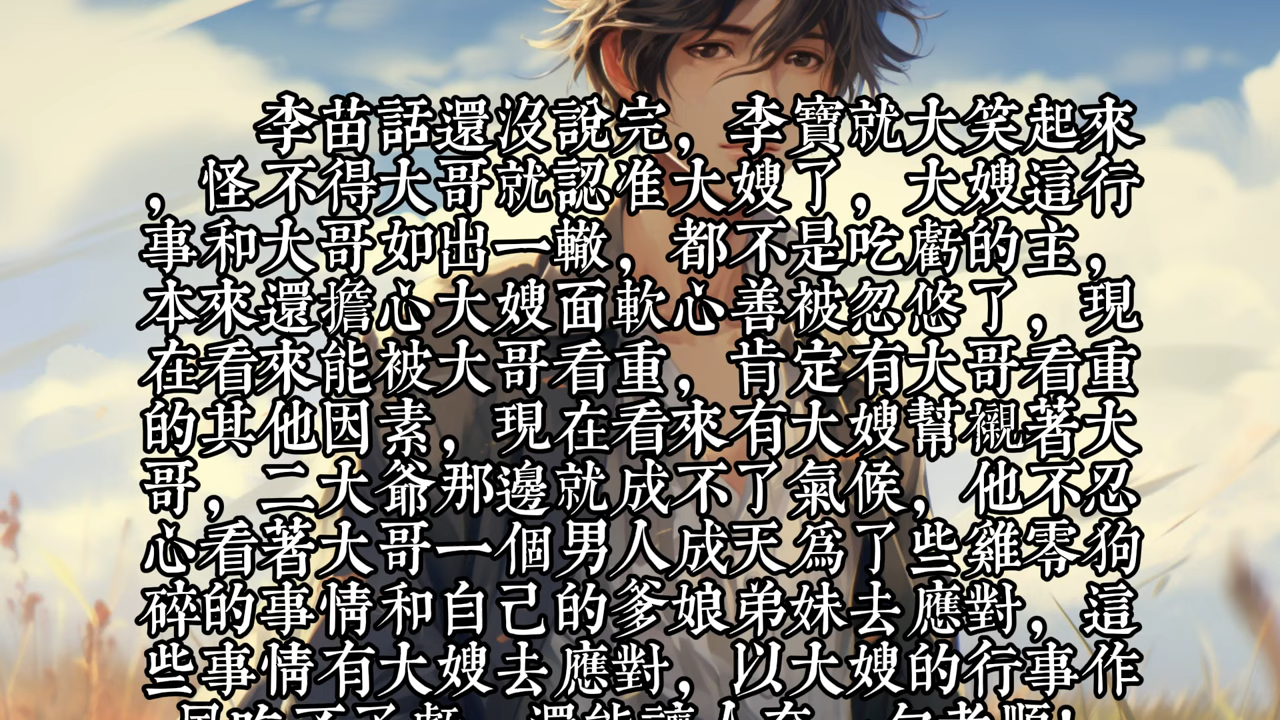 李苗話還沒說完，李寶就大笑起來
，怪不得大哥就認准大嫂了，大嫂這行
事和大哥如出一轍，都不是吃虧的主，
本來還擔心大嫂面軟心善被忽悠了，現
在看來能被大哥看重，肯定有大哥看重
的其他因素，現在看來有大嫂幫襯著大
哥，二大爺那邊就成不了氣候，他不忍
心看著大哥一個男人成天為了些雞零狗
碎的事情和自己的爹娘弟妹去應對，這
些事情有大嫂去應對，以大嫂的行事作